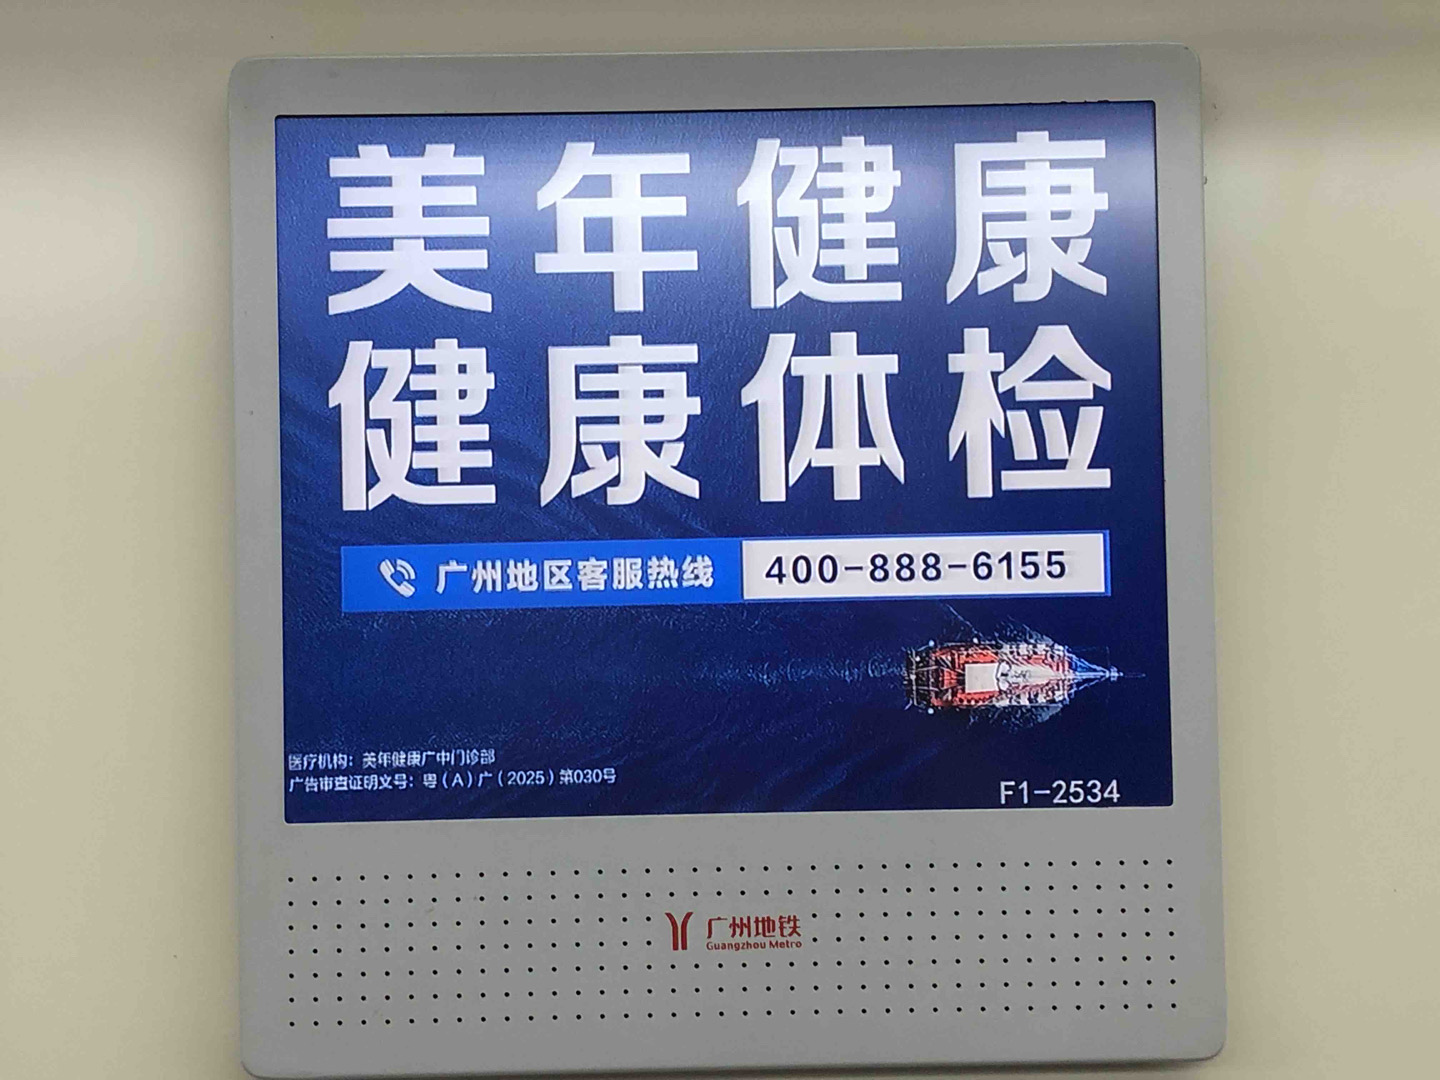 美年健康
健康体检
广州地区客服热线 400-888-6155
医疗机构：美年健康广中门诊部
广告审查证明文号：粤（A）广（2025）第030号
F1-2534
广州地铁
Guangzhou Metro